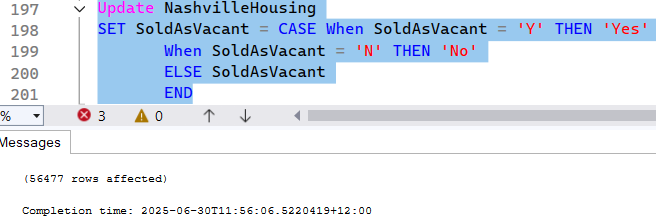 197 Update NashvilleHousing
198 SET SoldAsVacant = CASE When SoldAsVacant = 'Y' THEN 'Yes'
199 When SoldAsVacant = 'N' THEN 'No'
200 ELSE SoldAsVacant
201 END
% 3 0
Messages
(56477 rows affected)
Completion time: 2025-06-30T11:56:06.5220419+12:00